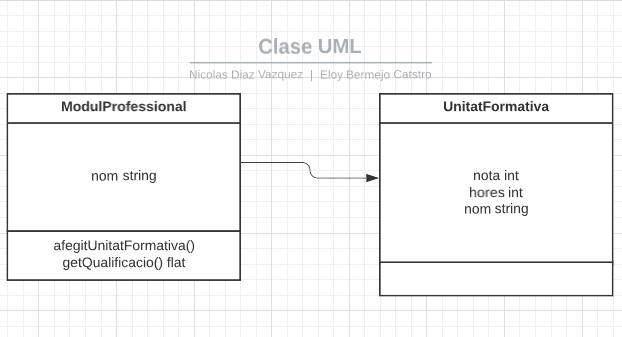 Clase UML
Nicolas Diaz Vazquez | Eloy Bermejo Catstro
ModulProfessional
nom string
afegitUnitatFormativa()
getQualificacio() flat
UnitatFormativa
nota int
hores int
nom string